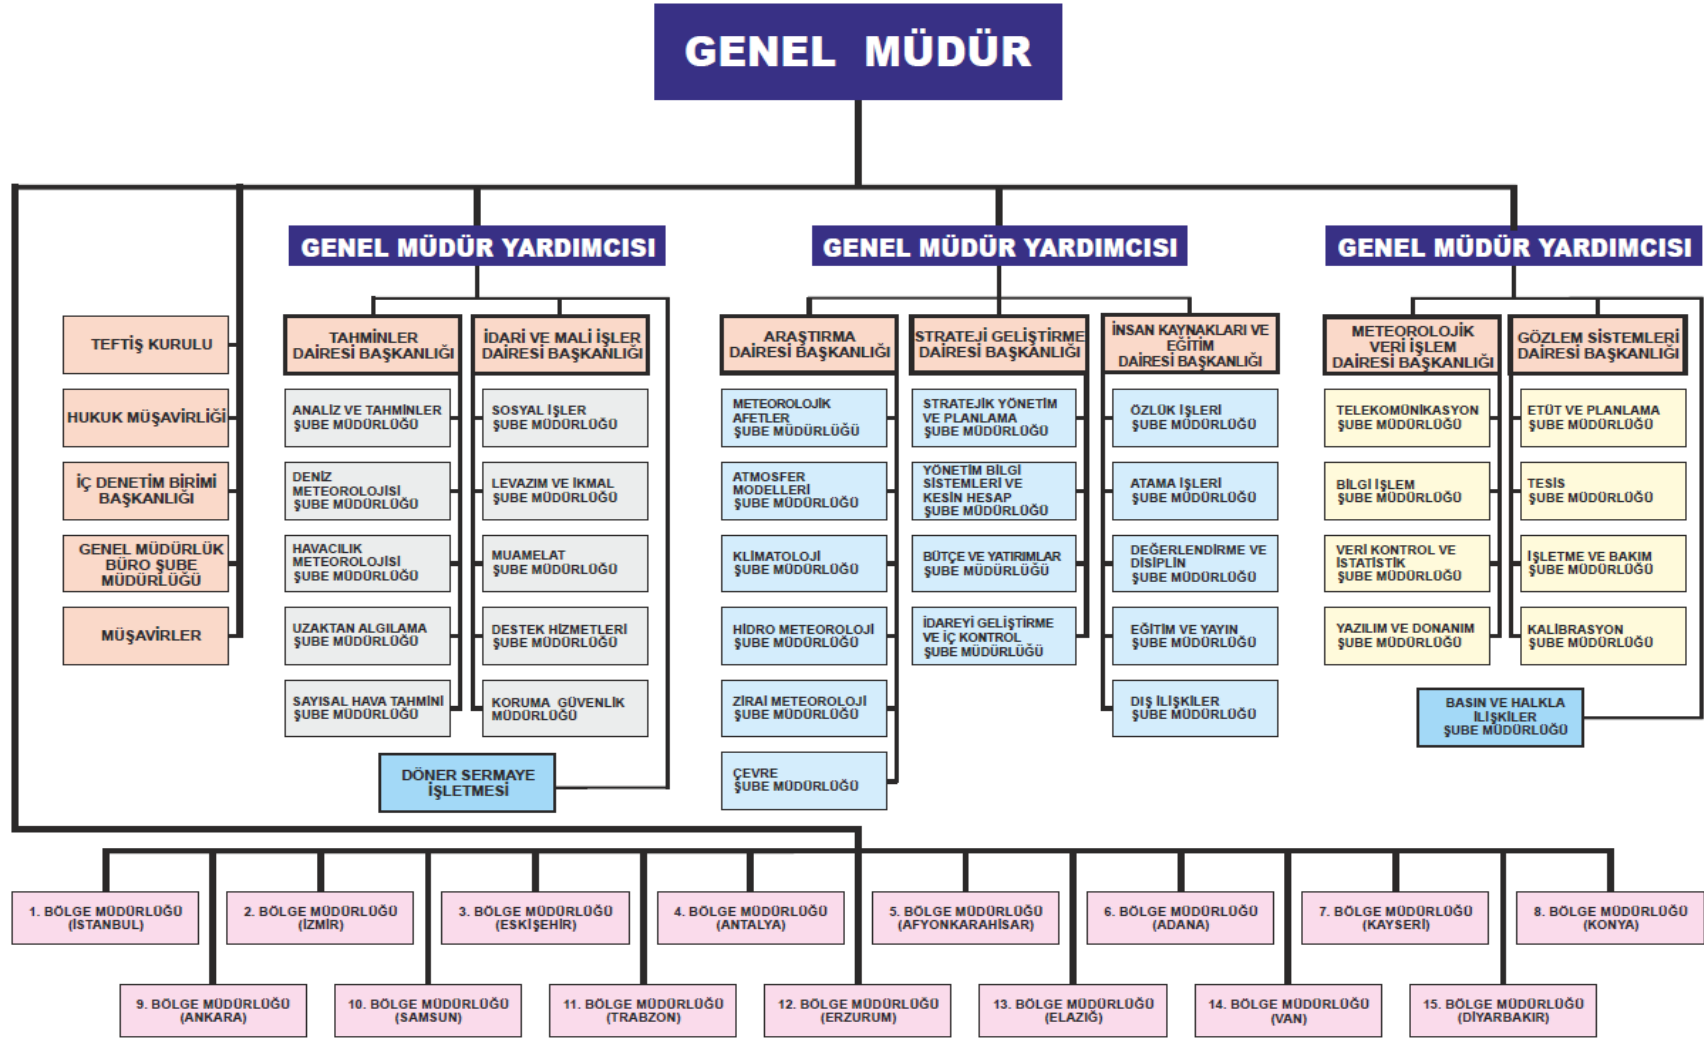 GENEL MÜDÜR
GENEL MÜDÜR YARDIMCISI
GENEL MÜDÜR YARDIMCISI
GENEL MÜDÜR YARDIMCISI
TEFTİŞ KURULU
HUKUK MÜŞAVİRLİĞİ
İÇ DENETİM BİRİMİ
BAŞKANLIĞI
GENEL MÜDÜRLÜK
BÜRO ŞUBE
MÜDÜRLÜĞÜ
MÜŞAVİRLER
TAHMİNLER
DAİRESİ BAŞKANLIĞI
ANALİZ VE TAHMİNLER
ŞUBE MÜDÜRLÜĞÜ
DENİZ
METEOROLOJİSİ
ŞUBE MÜDÜRLÜĞÜ
HAVACILIK
METEOROLOJİSİ
ŞUBE MÜDÜRLÜĞÜ
UZAKTAN ALGILAMA
ŞUBE MÜDÜRLÜĞÜ
SAYISAL HAVA TAHMİNİ
ŞUBE MÜDÜRLÜĞÜ
İDARİ VE MALİ İŞLER
DAİRESİ BAŞKANLIĞI
SOSYAL İŞLER
ŞUBE MÜDÜRLÜĞÜ
LEVAZIM VE İKMAL
ŞUBE MÜDÜRLÜĞÜ
MUAMELAT
ŞUBE MÜDÜRLÜĞÜ
DESTEK HİZMETLERİ
ŞUBE MÜDÜRLÜĞÜ
KORUMA GÜVENLİK
MÜDÜRLÜĞÜ
DÖNER SERMAYE
İŞLETMESİ
ARAŞTIRMA
DAİRESİ BAŞKANLIĞI
METEOROLOJİK
AFETLER
ŞUBE MÜDÜRLÜĞÜ
ATMOSFER
MODELLERİ
ŞUBE MÜDÜRLÜĞÜ
KLİMATOLOJİ
ŞUBE MÜDÜRLÜĞÜ
HİDRO METEOROLOJİ
ŞUBE MÜDÜRLÜĞÜ
ZİRAİ METEOROLOJİ
ŞUBE MÜDÜRLÜĞÜ
ÇEVRE
ŞUBE MÜDÜRLÜĞÜ
STRATEJİ GELİŞTİRME
DAİRESİ BAŞKANLIĞI
STRATEJİK YÖNETİM
VE PLANLAMA
ŞUBE MÜDÜRLÜĞÜ
YÖNETİM BİLGİ
SİSTEMLERİ VE
KESİN HESAP
ŞUBE MÜDÜRLÜĞÜ
BÜTÇE VE YATIRIMLAR
ŞUBE MÜDÜRLÜĞÜ
İDAREYİ GELİŞTİRME
VE İÇ KONTROL
ŞUBE MÜDÜRLÜĞÜ
İNSAN KAYNAKLARI VE
EĞİTİM
DAİRESİ BAŞKANLIĞI
ÖZLÜK İŞLERİ
ŞUBE MÜDÜRLÜĞÜ
ATAMA İŞLERİ
ŞUBE MÜDÜRLÜĞÜ
DEĞERLENDİRME VE
DİSİPLİN
ŞUBE MÜDÜRLÜĞÜ
EĞİTİM VE YAYIN
ŞUBE MÜDÜRLÜĞÜ
DIŞ İLİŞKİLER
ŞUBE MÜDÜRLÜĞÜ
METEOROLOJİK
VERİ İŞLEM
DAİRESİ BAŞKANLIĞI
TELEKOMÜNİKASYON
ŞUBE MÜDÜRLÜĞÜ
BİLGİ İŞLEM
ŞUBE MÜDÜRLÜĞÜ
VERİ KONTROL VE
İSTATİSTİK
ŞUBE MÜDÜRLÜĞÜ
YAZILIM VE DONANIM
ŞUBE MÜDÜRLÜĞÜ
GÖZLEM SİSTEMLERİ
DAİRESİ BAŞKANLIĞI
ETÜT VE PLANLAMA
ŞUBE MÜDÜRLÜĞÜ
TESİS
ŞUBE MÜDÜRLÜĞÜ
İŞLETME VE BAKIM
ŞUBE MÜDÜRLÜĞÜ
KALİBRASYON
ŞUBE MÜDÜRLÜĞÜ
BASIN VE HALKLA
İLİŞKİLER
ŞUBE MÜDÜRLÜĞÜ
1. BÖLGE MÜDÜRLÜĞÜ
(İSTANBUL)
2. BÖLGE MÜDÜRLÜĞÜ
(İZMİR)
3. BÖLGE MÜDÜRLÜĞÜ
(ESKİŞEHİR)
4. BÖLGE MÜDÜRLÜĞÜ
(ANTALYA)
5. BÖLGE MÜDÜRLÜĞÜ
(AFYONKARAHİSAR)
6. BÖLGE MÜDÜRLÜĞÜ
(ADANA)
7. BÖLGE MÜDÜRLÜĞÜ
(KAYSERİ)
8. BÖLGE MÜDÜRLÜĞÜ
(KONYA)
9. BÖLGE MÜDÜRLÜĞÜ
(ANKARA)
10. BÖLGE MÜDÜRLÜĞÜ
(SAMSUN)
11. BÖLGE MÜDÜRLÜĞÜ
(TRABZON)
12. BÖLGE MÜDÜRLÜĞÜ
(ERZURUM)
13. BÖLGE MÜDÜRLÜĞÜ
(ELAZIĞ)
14. BÖLGE MÜDÜRLÜĞÜ
(VAN)
15. BÖLGE MÜDÜRLÜĞÜ
(DİYARBAKIR)